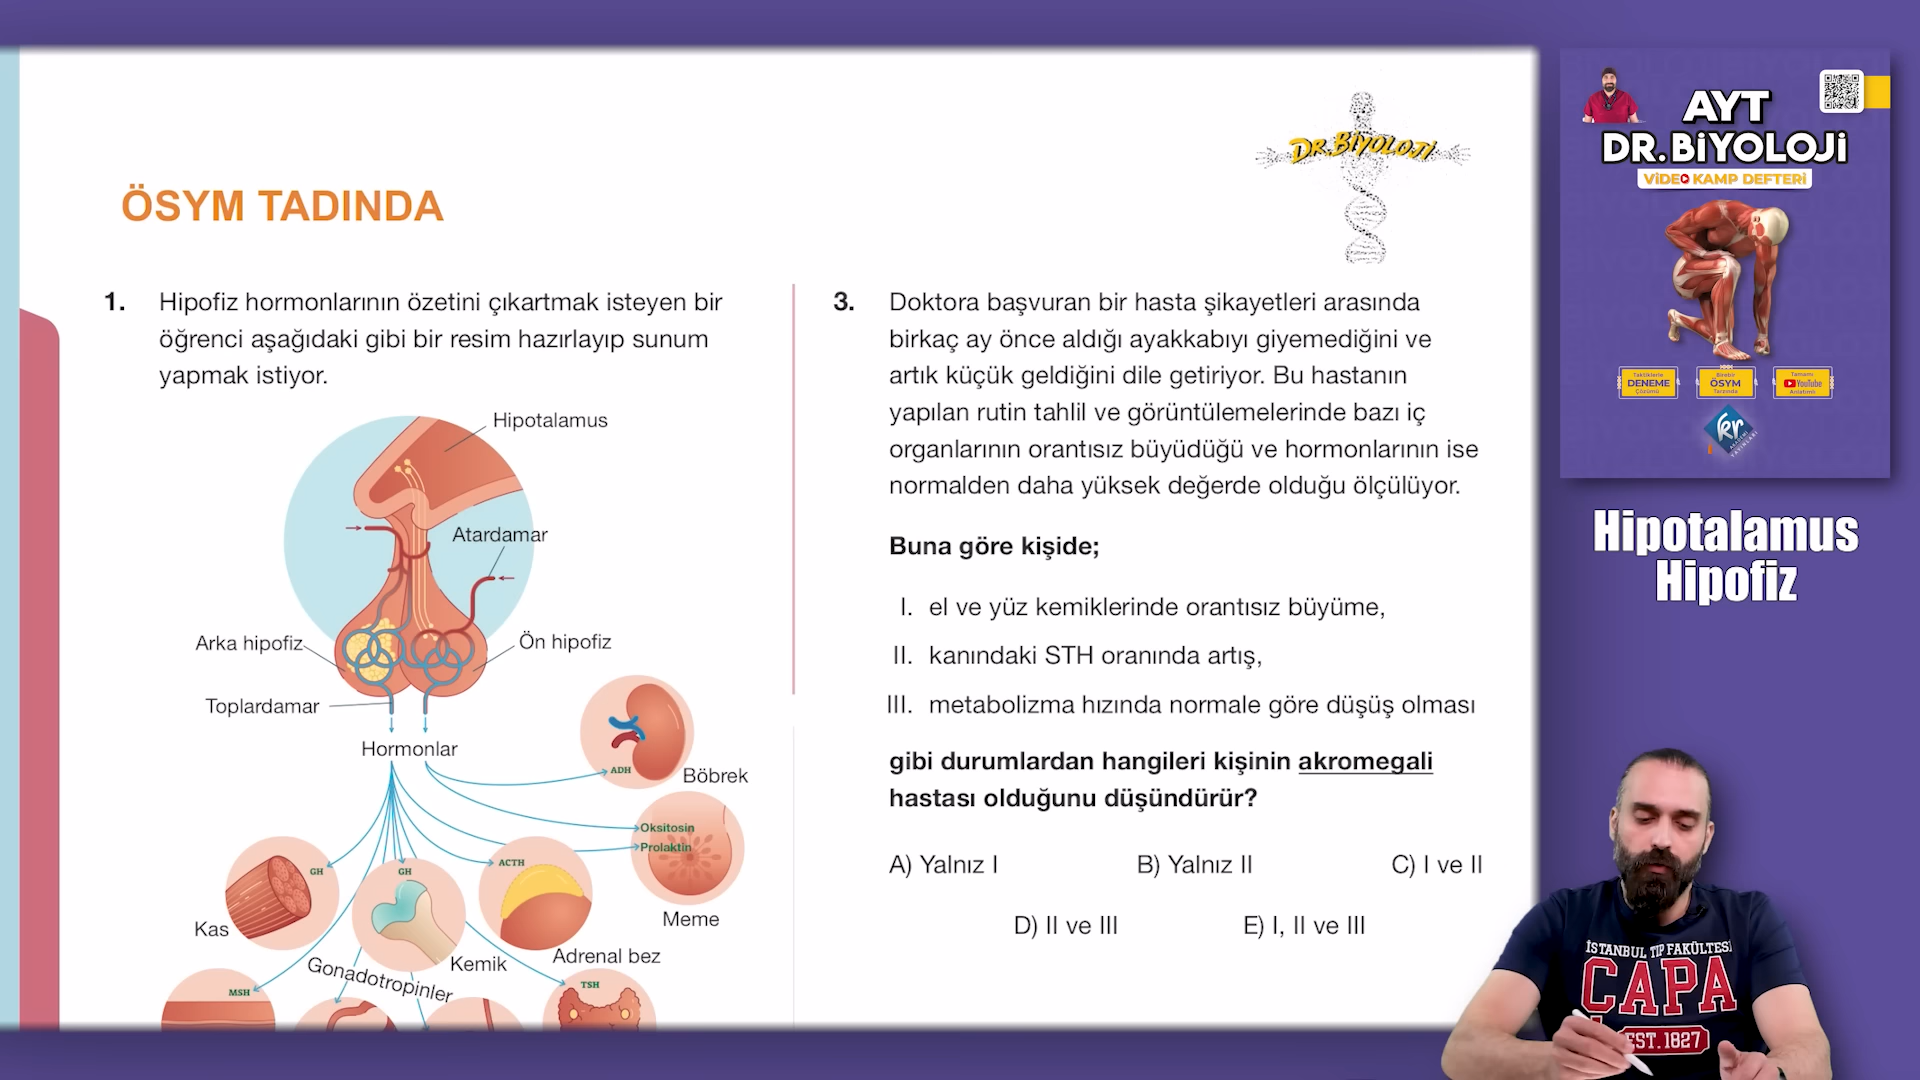 DR.BİYOLOJİ
ÖSYM TADINDA
1. Hipofiz hormonlarının özetini çıkartmak isteyen bir
öğrenci aşağıdaki gibi bir resim hazırlayıp sunum
yapmak istiyor.
Hipotalamus
Atardamar
Arka hipofiz
Ön hipofiz
Toplardamar
Hormonlar
ADH
Böbrek
Oksitosin
Prolaktin
Meme
GH
Kas
GH
Kemik
ACTH
Adrenal bez
Gonadotropinler
MSH
TSH
3. Doktora başvuran bir hasta şikayetleri arasında
birkaç ay önce aldığı ayakkabıyı giyemediğini ve
artık küçük geldiğini dile getiriyor. Bu hastanın
yapılan rutin tahlil ve görüntülemelerinde bazı iç
organlarının orantısız büyüdüğü ve hormonlarının ise
normalden daha yüksek değerde olduğu ölçülüyor.
Buna göre kişide;
I. el ve yüz kemiklerinde orantısız büyüme,
II. kanındaki STH oranında artış,
III. metabolizma hızında normale göre düşüş olması
gibi durumlardan hangileri kişinin akromegali
hastası olduğunu düşündürür?
A) Yalnız I B) Yalnız II C) I ve II
D) II ve III E) I, II ve III
AYT
DR.BİYOLOJİ
VİDEO KAMP DEFTERİ
Taktiklerle
DENEME
Çözümü
Birebir
ÖSYM
Tarzında
Tamamı
YouTube
Anlatımlı
kr
Hipotalamus
Hipofiz
İSTANBUL TIP FAKÜLTESİ
CAPA
EST.1827